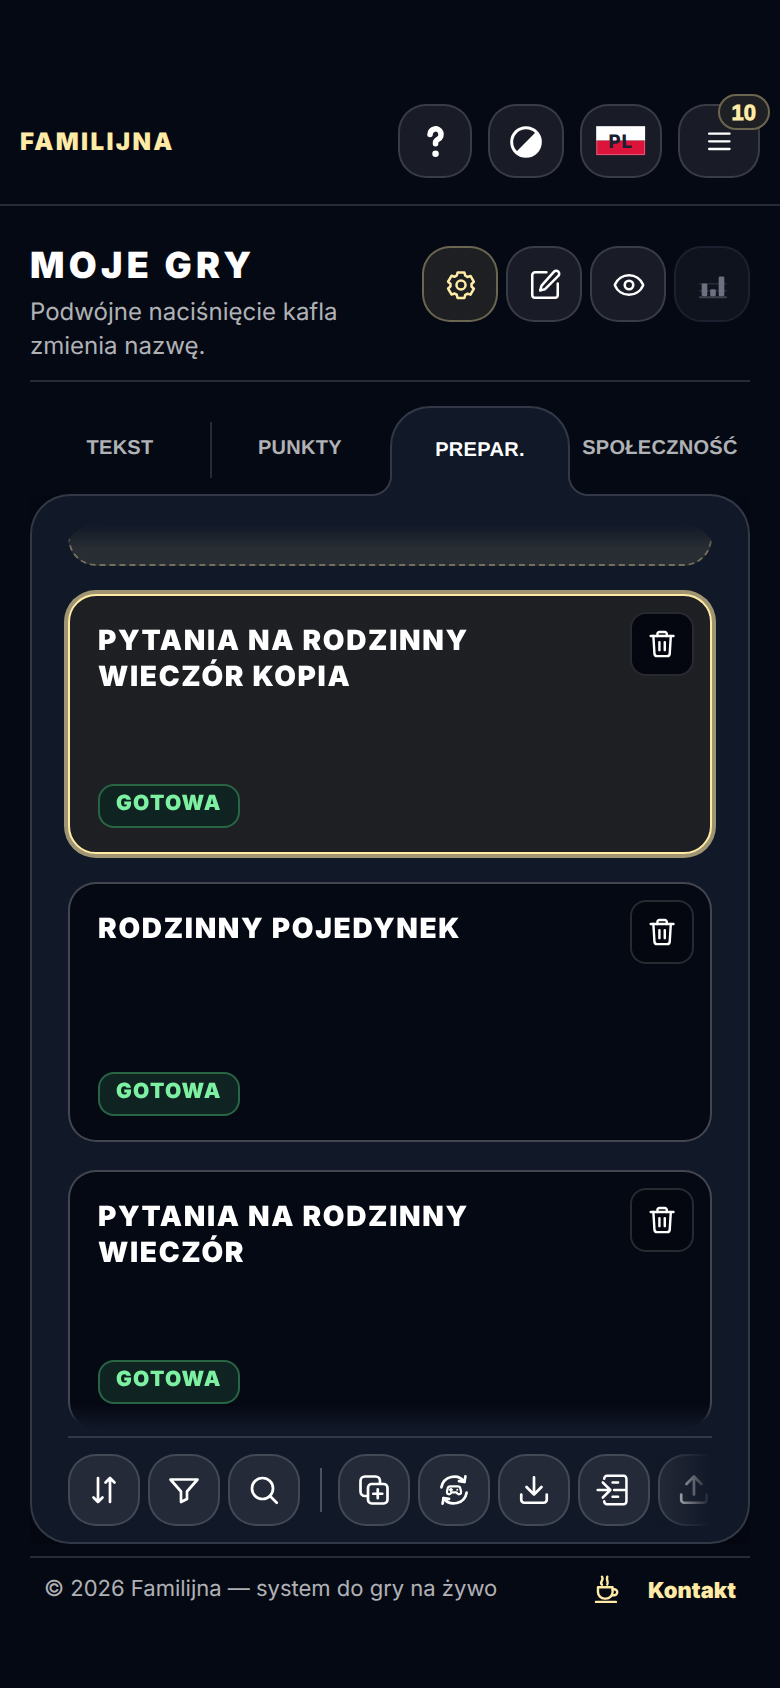 FAMILIJNA
PL
10
MOJE GRY
Podwójne naciśnięcie kafla
zmienia nazwę.
TEKST
PUNKTY
PREPAR.
SPOŁECZNOŚĆ
PYTANIA NA RODZINNY
WIECZÓR KOPIA
GOTOWA
RODZINNY POJEDYNEK
GOTOWA
PYTANIA NA RODZINNY
WIECZÓR
GOTOWA
© 2026 Familijna — system do gry na żywo
Kontakt